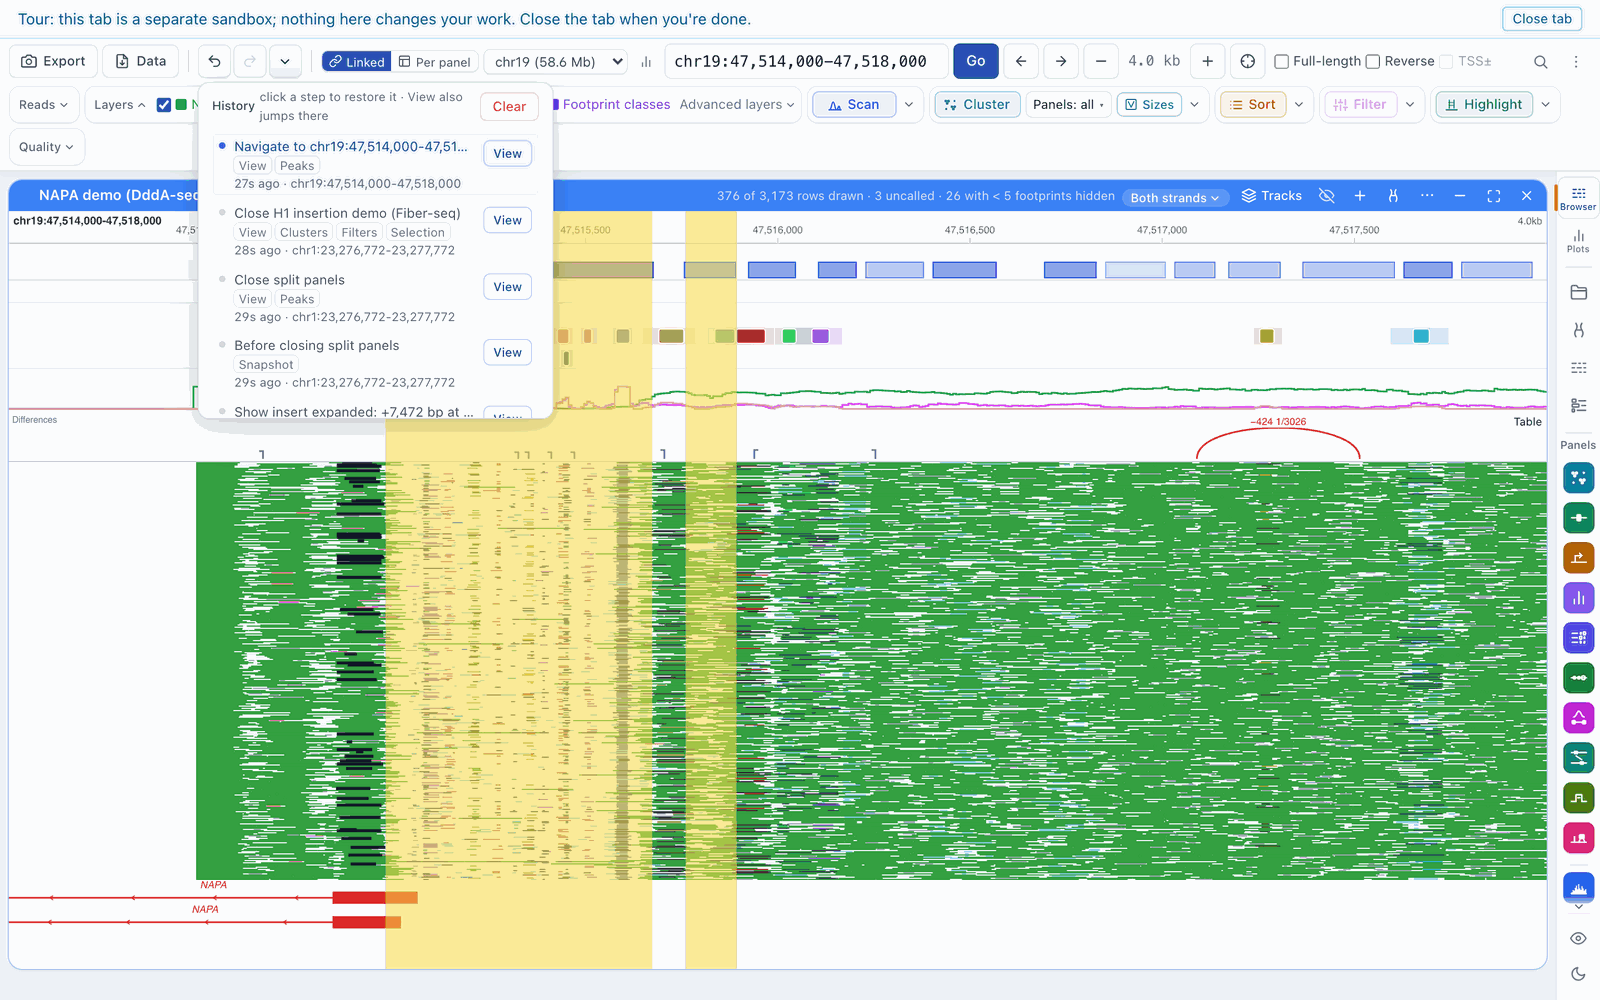 Tour: this tab is a separate sandbox; nothing here changes your work. Close the tab when you're done.
Close tab
Export
Data
Linked
Per panel
chr19 (58.6 Mb)
chr19:47,514,000–47,518,000
Go
4.0 kb
Full-length
Reverse
TSS±
Reads
Layers
Footprint classes
Advanced layers
Scan
Cluster
Panels: all
Sizes
Sort
Filter
Highlight
Quality
History
click a step to restore it · View also
jumps there
Clear
Navigate to chr19:47,514,000-47,51...
View
View Peaks
27s ago · chr19:47,514,000-47,518,000
Close H1 insertion demo (Fiber-seq)
View
View Clusters Filters Selection
28s ago · chr1:23,276,772-23,277,772
Close split panels
View
View Peaks
29s ago · chr1:23,276,772-23,277,772
Before closing split panels
View
Snapshot
29s ago · chr1:23,276,772-23,277,772
Show insert expanded: +7,472 bp at ...
NAPA demo (DddA-sec
376 of 3,173 rows drawn · 3 uncalled · 26 with < 5 footprints hidden
Both strands
Tracks
chr19:47,514,000-47,518,000
4.0kb
47,515,500
47,516,000
47,516,500
47,517,000
47,517,500
Differences
−424 1/3026
Table
NAPA
NAPA
Browser
Plots
Panels